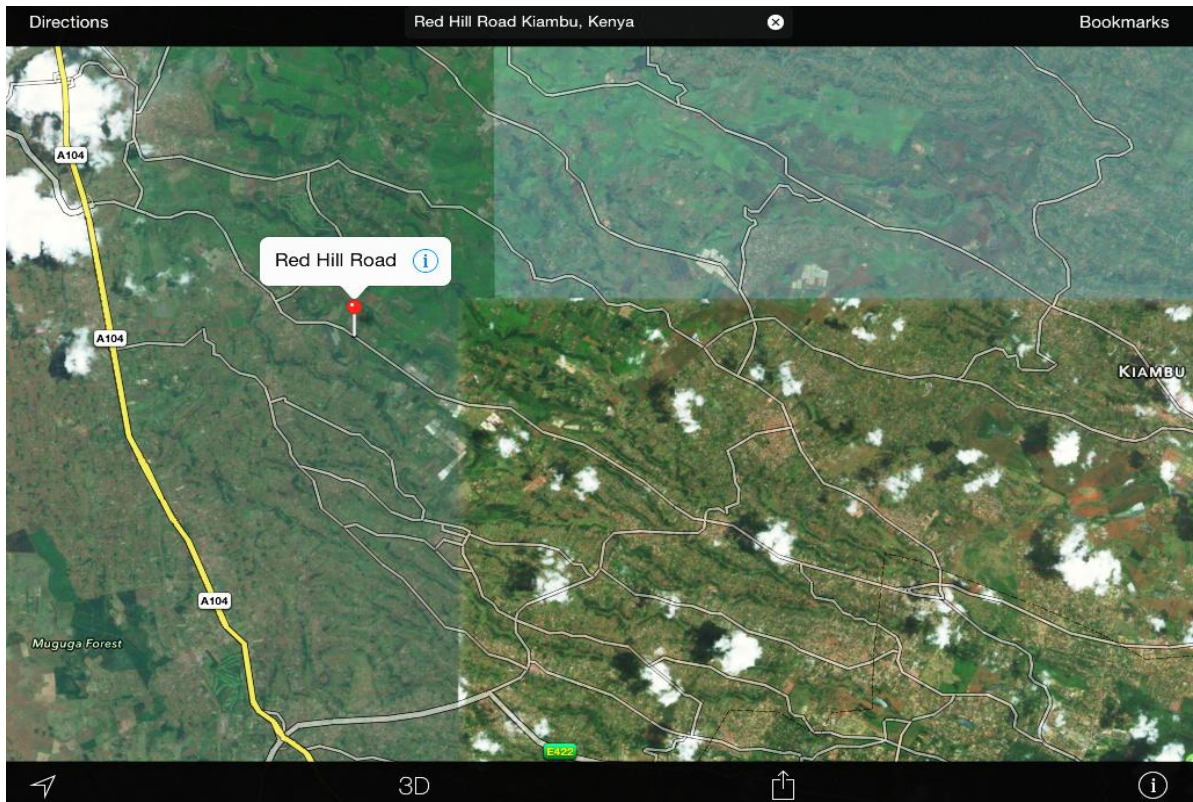 Directions
Red Hill Road Kiambu, Kenya
Bookmarks
A104
Red Hill Road
A104
KIAMBU
A104
Muguga Forest
E422
3D